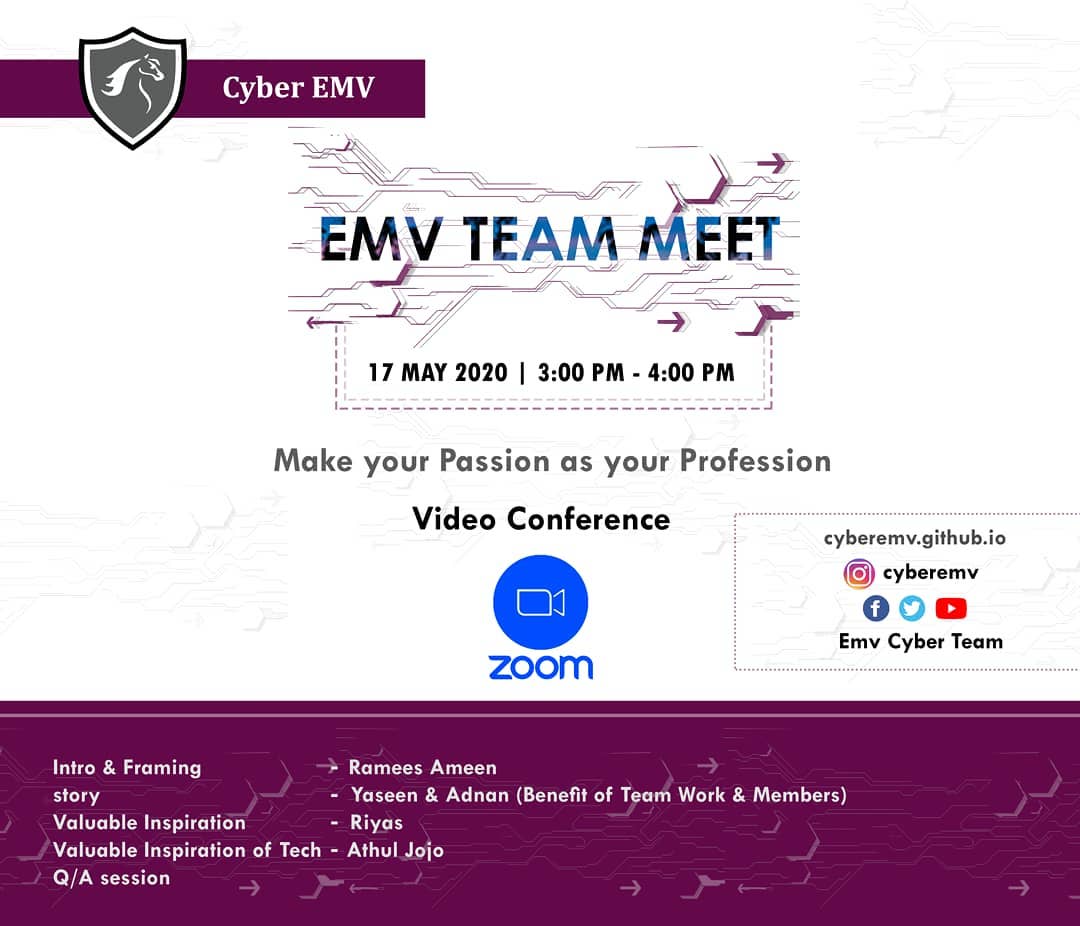 Cyber EMV
EMV TEAM MEET
17 MAY 2020 | 3:00 PM - 4:00 PM
Make your Passion as your Profession
Video Conference
zoom
cyberemv.github.io
cyberemv
Emv Cyber Team
Intro & Framing - Ramees Ameen
story - Yaseen & Adnan (Benefit of Team Work & Members)
Valuable Inspiration - Riyas
Valuable Inspiration of Tech - Athul Jojo
Q/A session